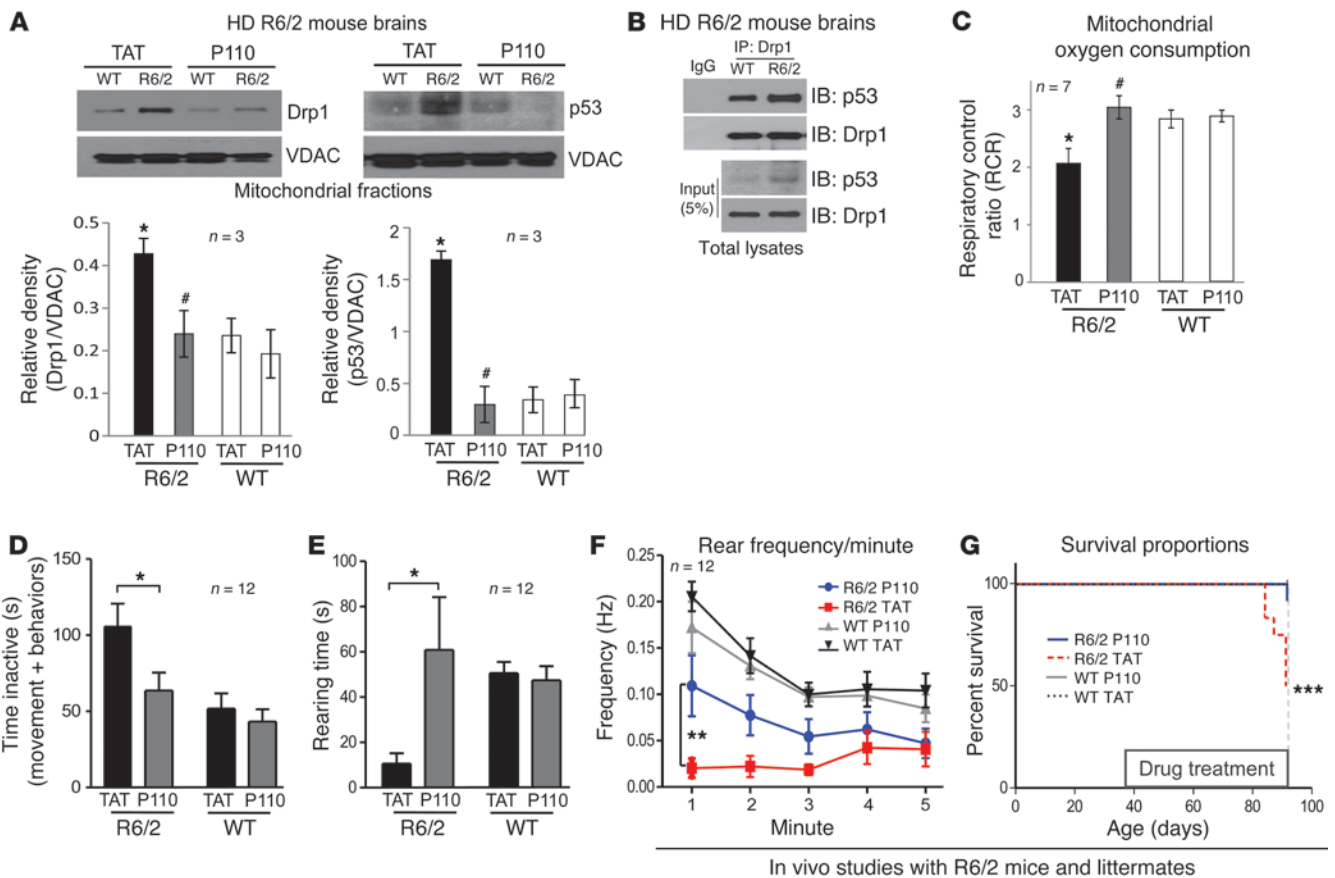 A
HD R6/2 mouse brains
TAT P110
WT R6/2 WT R6/2
Drp1
VDAC
TAT P110
WT R6/2 WT R6/2
p53
VDAC
Mitochondrial fractions
Relative density
(Drp1/VDAC)
0.5
0.4
0.3
0.2
0.1
0
* n = 3
#
TAT P110 TAT P110
R6/2 WT
Relative density
(p53/VDAC)
2
1.5
1
0.5
0
* n = 3
#
TAT P110 TAT P110
R6/2 WT
B HD R6/2 mouse brains
IP: Drp1
IgG WT R6/2
IB: p53
IB: Drp1
Input
(5%)
IB: p53
IB: Drp1
Total lysates
C
Mitochondrial
oxygen consumption
Respiratory control
ratio (RCR)
3
2
1
0
n = 7
* #
TAT P110 TAT P110
R6/2 WT
D
Time inactive (s)
(movement + behaviors)
150
100
50
0
* n = 12
TAT P110 TAT P110
R6/2 WT
E
Rearing time (s)
100
80
60
40
20
0
* n = 12
TAT P110 TAT P110
R6/2 WT
F Rear frequency/minute
Frequency (Hz)
0.25
0.20
0.15
0.10
0.05
0.00
n = 12
R6/2 P110
R6/2 TAT
WT P110
WT TAT
**
1 2 3 4 5
Minute
G Survival proportions
Percent survival
100
50
0
R6/2 P110
R6/2 TAT
WT P110
WT TAT
***
Drug treatment
0 20 40 60 80 100
Age (days)
In vivo studies with R6/2 mice and littermates